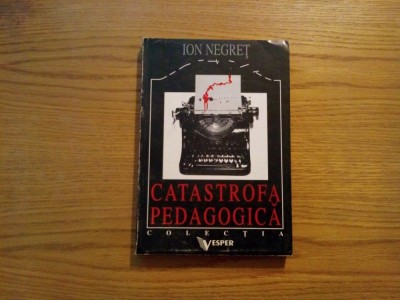 ION NEGREȚ
CATASTROFA
PEDAGOGICĂ
COLECȚIA
VESPER